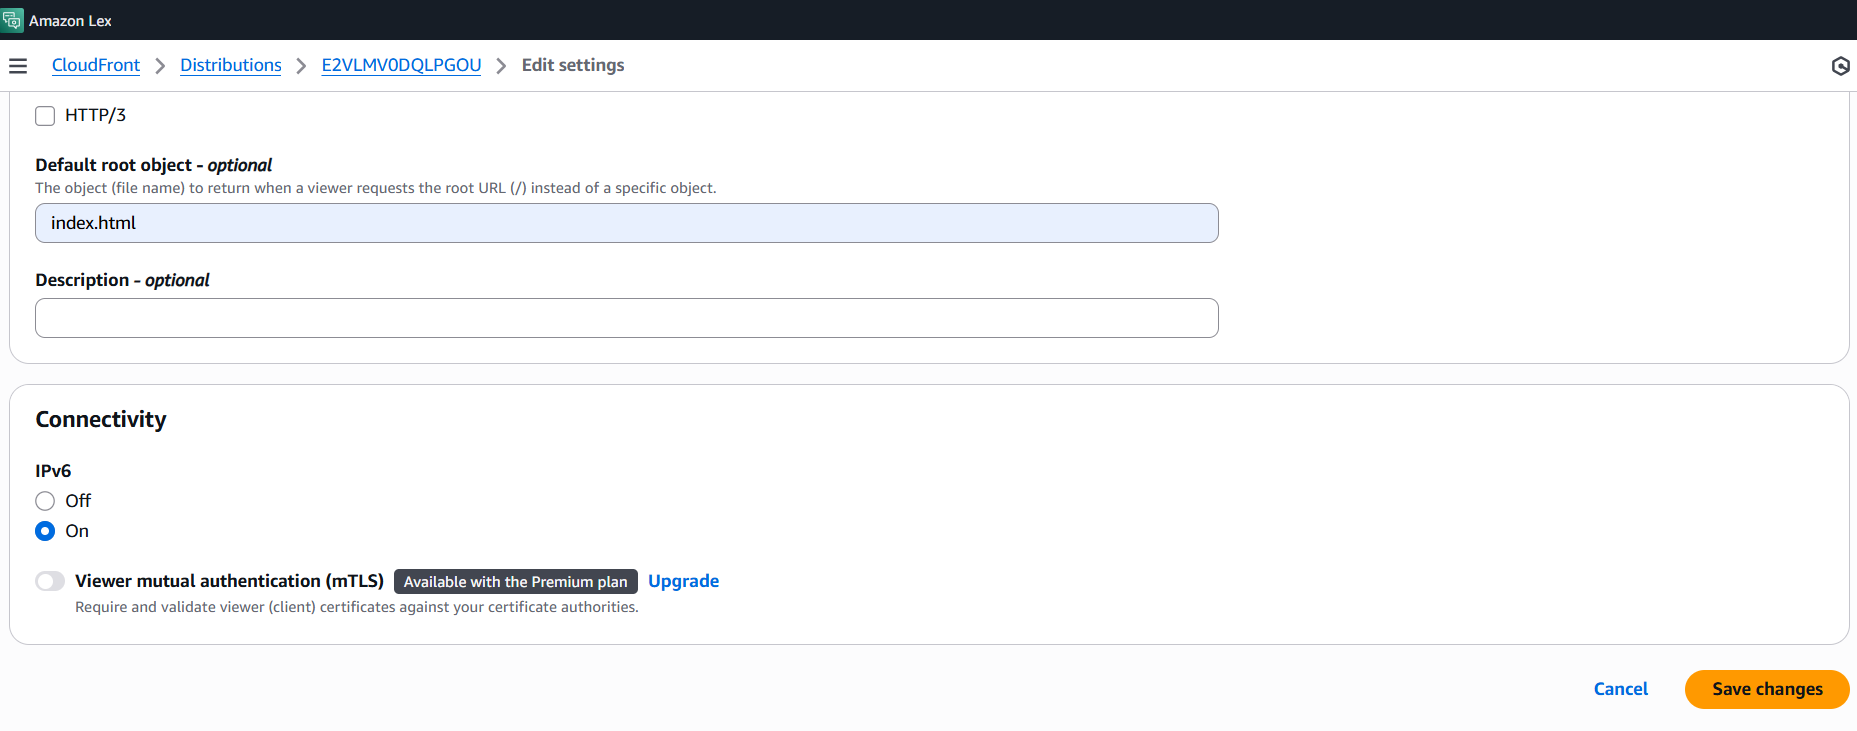 Amazon Lex
CloudFront > Distributions > E2VLMV0DQLPGOU > Edit settings
HTTP/3
Default root object - optional
The object (file name) to return when a viewer requests the root URL (/) instead of a specific object.
index.html
Description - optional
Connectivity
IPv6
Off
On
Viewer mutual authentication (mTLS) Available with the Premium plan Upgrade
Require and validate viewer (client) certificates against your certificate authorities.
Cancel Save changes